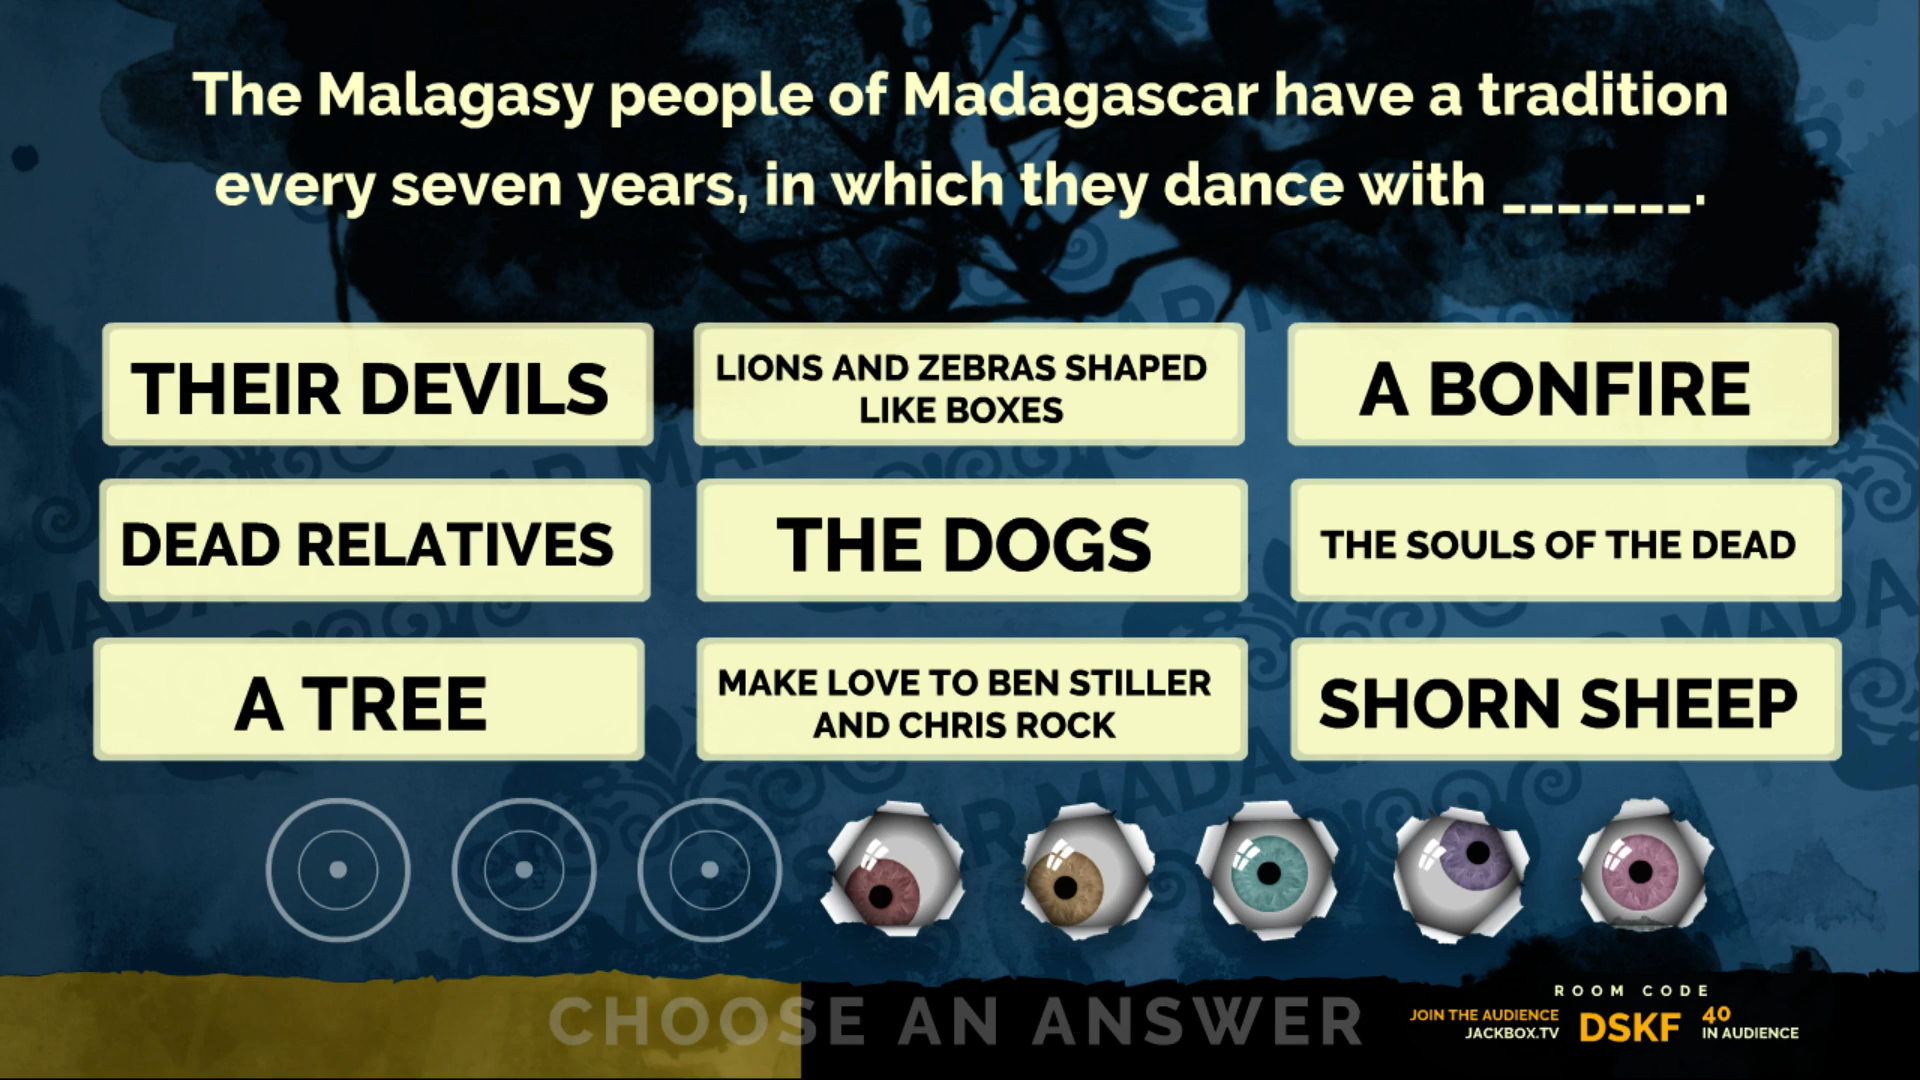 The Malagasy people of Madagascar have a tradition
every seven years, in which they dance with _______.
THEIR DEVILS
LIONS AND ZEBRAS SHAPED
LIKE BOXES
A BONFIRE
DEAD RELATIVES
THE DOGS
THE SOULS OF THE DEAD
A TREE
MAKE LOVE TO BEN STILLER
AND CHRIS ROCK
SHORN SHEEP
CHOOSE AN ANSWER
ROOM CODE
JOIN THE AUDIENCE
JACKBOX.TV
DSKF
40
IN AUDIENCE